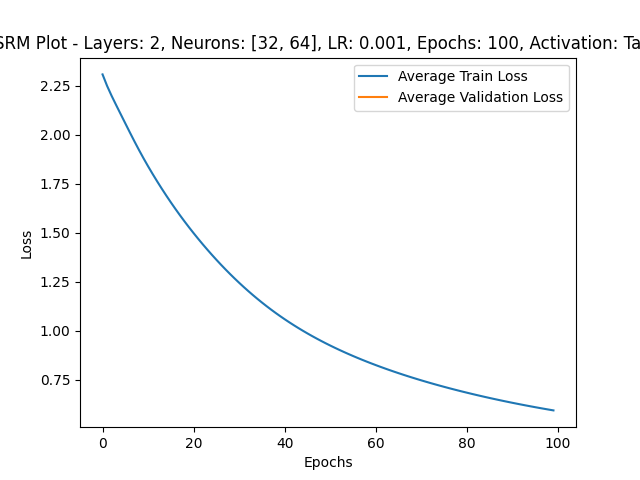 SRM Plot - Layers: 2, Neurons: [32, 64], LR: 0.001, Epochs: 100, Activation: Ta
Average Train Loss
Average Validation Loss
2.25
2.00
1.75
1.50
1.25
1.00
0.75
Loss
0 20 40 60 80 100
Epochs